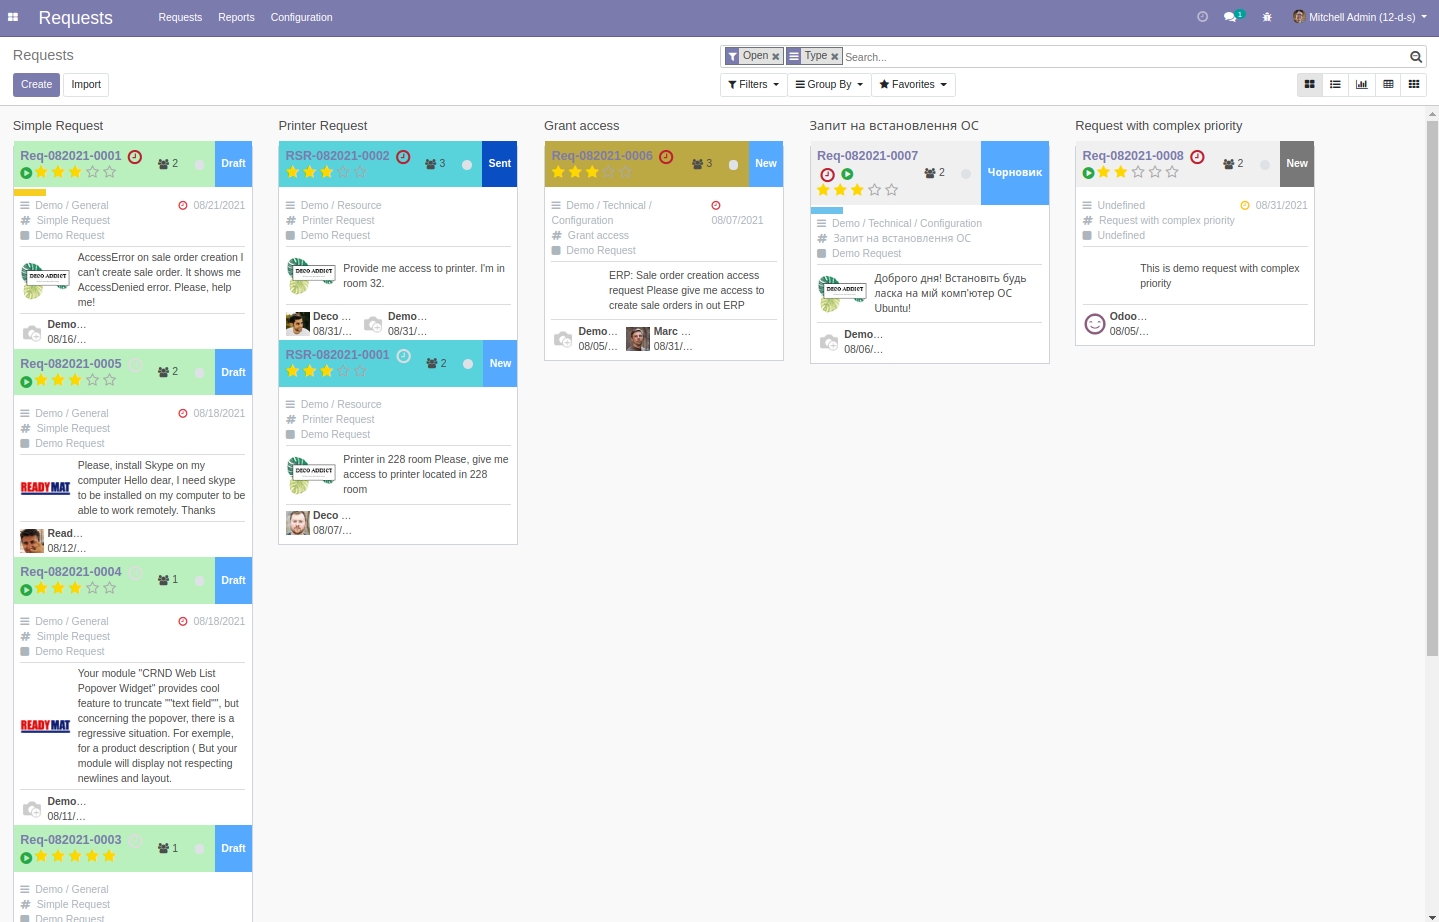 Requests
Requests Reports Configuration
1
Mitchell Admin (12-d-s)
Requests
Open
Type
Search...
Create Import
Filters Group By Favorites
Simple Request
Req-082021-0001
2
Draft
Demo / General
08/21/2021
Simple Request
Demo Request
DECO ADDICT
AccessError on sale order creation I
can't create sale order. It shows me
AccessDenied error. Please, help
me!
Demo...
08/16/...
Req-082021-0005
2
Draft
Demo / General
08/18/2021
Simple Request
Demo Request
READYMAT
Please, install Skype on my
computer Hello dear, I need skype
to be installed on my computer to be
able to work remotely. Thanks
Read...
08/12/...
Req-082021-0004
1
Draft
Demo / General
08/18/2021
Simple Request
Demo Request
READYMAT
Your module "CRND Web List
Popover Widget" provides cool
feature to truncate ""text field"", but
concerning the popover, there is a
regressive situation. For exemple,
for a product description ( But your
module will display not respecting
newlines and layout.
Demo...
08/11/...
Req-082021-0003
1
Draft
Demo / General
Simple Request
Demo Request
Printer Request
RSR-082021-0002
3
Sent
Demo / Resource
Printer Request
Demo Request
DECO ADDICT
Provide me access to printer. I'm in
room 32.
Deco ...
08/31/...
Demo...
08/31/...
RSR-082021-0001
2
New
Demo / Resource
Printer Request
Demo Request
DECO ADDICT
Printer in 228 room Please, give me
access to printer located in 228
room
Deco ...
08/07/...
Grant access
Req-082021-0006
3
New
Demo / Technical /
Configuration
08/07/2021
Grant access
Demo Request
ERP: Sale order creation access
request Please give me access to
create sale orders in out ERP
Demo...
08/05/...
Marc ...
08/31/...
Запит на встановлення ОС
Req-082021-0007
2
Чорновик
Demo / Technical / Configuration
Запит на встановлення ОС
Demo Request
DECO ADDICT
Доброго дня! Встановіть будь
ласка на мій комп'ютер ОС
Ubuntu!
Demo...
08/06/...
Request with complex priority
Req-082021-0008
2
New
Undefined
08/31/2021
Request with complex priority
Undefined
This is demo request with complex
priority
Odoo...
08/05/...